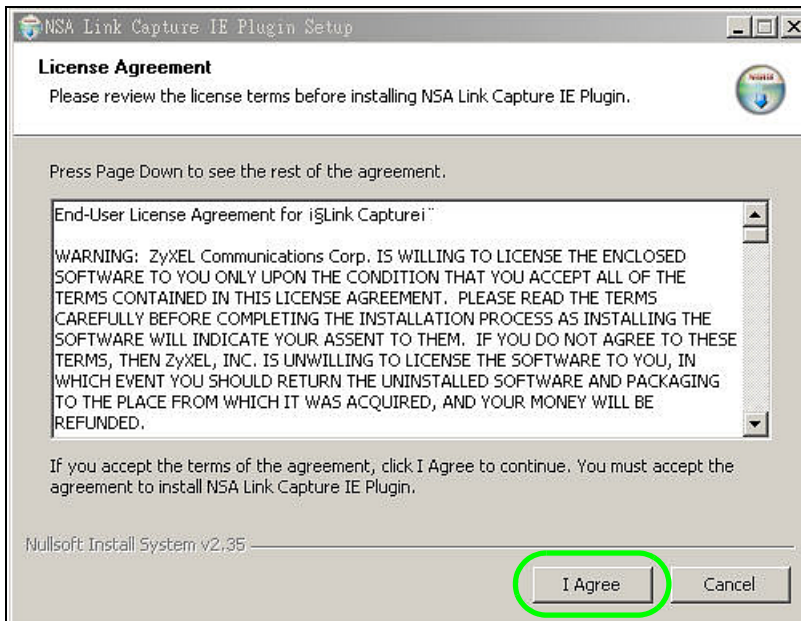 NSA Link Capture IE Plugin Setup
License Agreement
Please review the license terms before installing NSA Link Capture IE Plugin.
Press Page Down to see the rest of the agreement.
End-User License Agreement for i§Link Capturei¨
WARNING:  ZyXEL Communications Corp. IS WILLING TO LICENSE THE ENCLOSED
SOFTWARE TO YOU ONLY UPON THE CONDITION THAT YOU ACCEPT ALL OF THE
TERMS CONTAINED IN THIS LICENSE AGREEMENT.  PLEASE READ THE TERMS
CAREFULLY BEFORE COMPLETING THE INSTALLATION PROCESS AS INSTALLING THE
SOFTWARE WILL INDICATE YOUR ASSENT TO THEM.  IF YOU DO NOT AGREE TO THESE
TERMS, THEN ZyXEL, INC. IS UNWILLING TO LICENSE THE SOFTWARE TO YOU, IN
WHICH EVENT YOU SHOULD RETURN THE UNINSTALLED SOFTWARE AND PACKAGING
TO THE PLACE FROM WHICH IT WAS ACQUIRED, AND YOUR MONEY WILL BE
REFUNDED.
If you accept the terms of the agreement, click I Agree to continue. You must accept the
agreement to install NSA Link Capture IE Plugin.
Nullsoft Install System v2.35
I Agree
Cancel